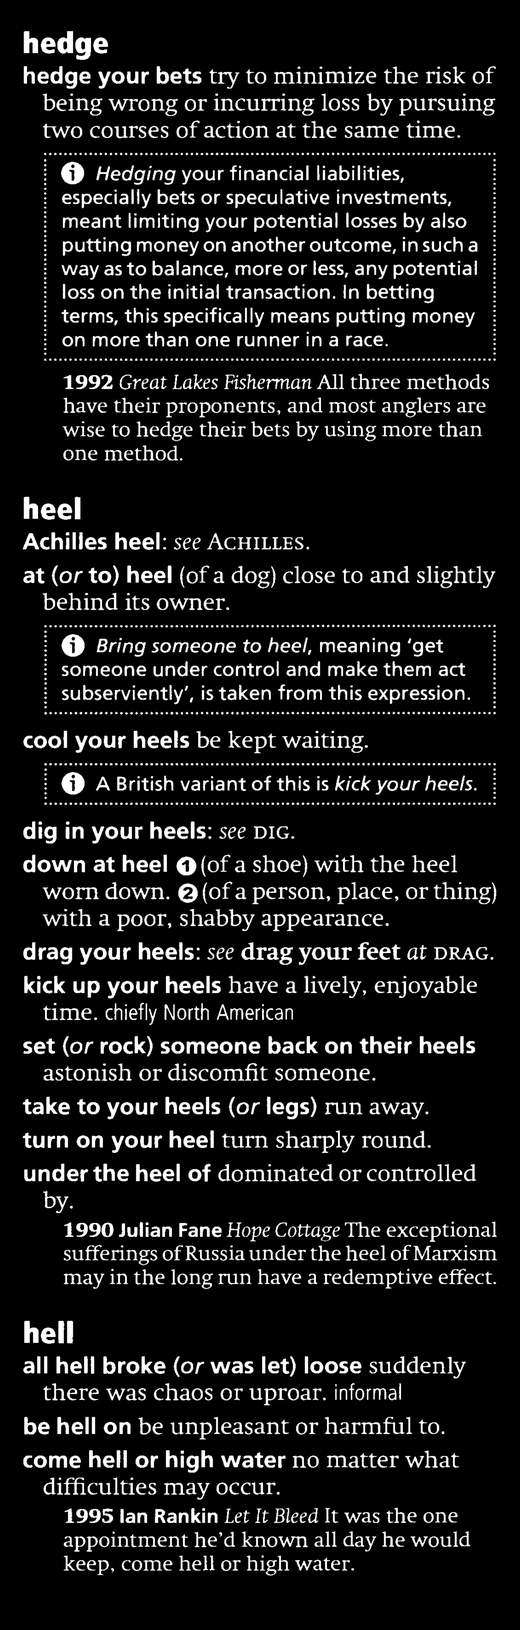 hedge
hedge your bets try to minimize the risk of
being wrong or incurring loss by pursuing
two courses of action at the same time.
ⓘ Hedging your financial liabilities,
especially bets or speculative investments,
meant limiting your potential losses by also
putting money on another outcome, in such a
way as to balance, more or less, any potential
loss on the initial transaction. In betting
terms, this specifically means putting money
on more than one runner in a race.
1992 Great Lakes Fisherman All three methods
have their proponents, and most anglers are
wise to hedge their bets by using more than
one method.
heel
Achilles heel: see ACHILLES.
at (or to) heel (of a dog) close to and slightly
behind its owner.
ⓘ Bring someone to heel, meaning ‘get
someone under control and make them act
subserviently’, is taken from this expression.
cool your heels be kept waiting.
ⓘ A British variant of this is kick your heels.
dig in your heels: see DIG.
down at heel ❶ (of a shoe) with the heel
worn down. ❷ (of a person, place, or thing)
with a poor, shabby appearance.
drag your heels: see drag your feet at DRAG.
kick up your heels have a lively, enjoyable
time. chiefly North American
set (or rock) someone back on their heels
astonish or discomfit someone.
take to your heels (or legs) run away.
turn on your heel turn sharply round.
under the heel of dominated or controlled
by.
1990 Julian Fane Hope Cottage The exceptional
sufferings of Russia under the heel of Marxism
may in the long run have a redemptive effect.
hell
all hell broke (or was let) loose suddenly
there was chaos or uproar. informal
be hell on be unpleasant or harmful to.
come hell or high water no matter what
difficulties may occur.
1995 Ian Rankin Let It Bleed It was the one
appointment he’d known all day he would
keep, come hell or high water.